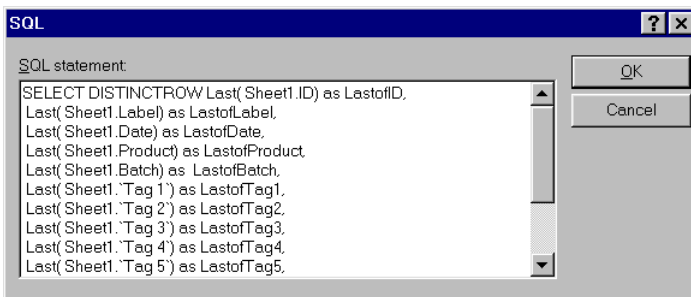 SQL
SQL statement:
SELECT DISTINCTROW Last( Sheet1.ID) as LastofID,
Last( Sheet1.Label) as LastofLabel,
Last( Sheet1.Date) as LastofDate,
Last( Sheet1.Product) as LastofProduct,
Last( Sheet1.Batch) as LastofBatch,
Last( Sheet1.`Tag 1`) as LastofTag1,
Last( Sheet1.`Tag 2`) as LastofTag2,
Last( Sheet1.`Tag 3`) as LastofTag3,
Last( Sheet1.`Tag 4`) as LastofTag4,
Last( Sheet1.`Tag 5`) as LastofTag5,
OK
Cancel